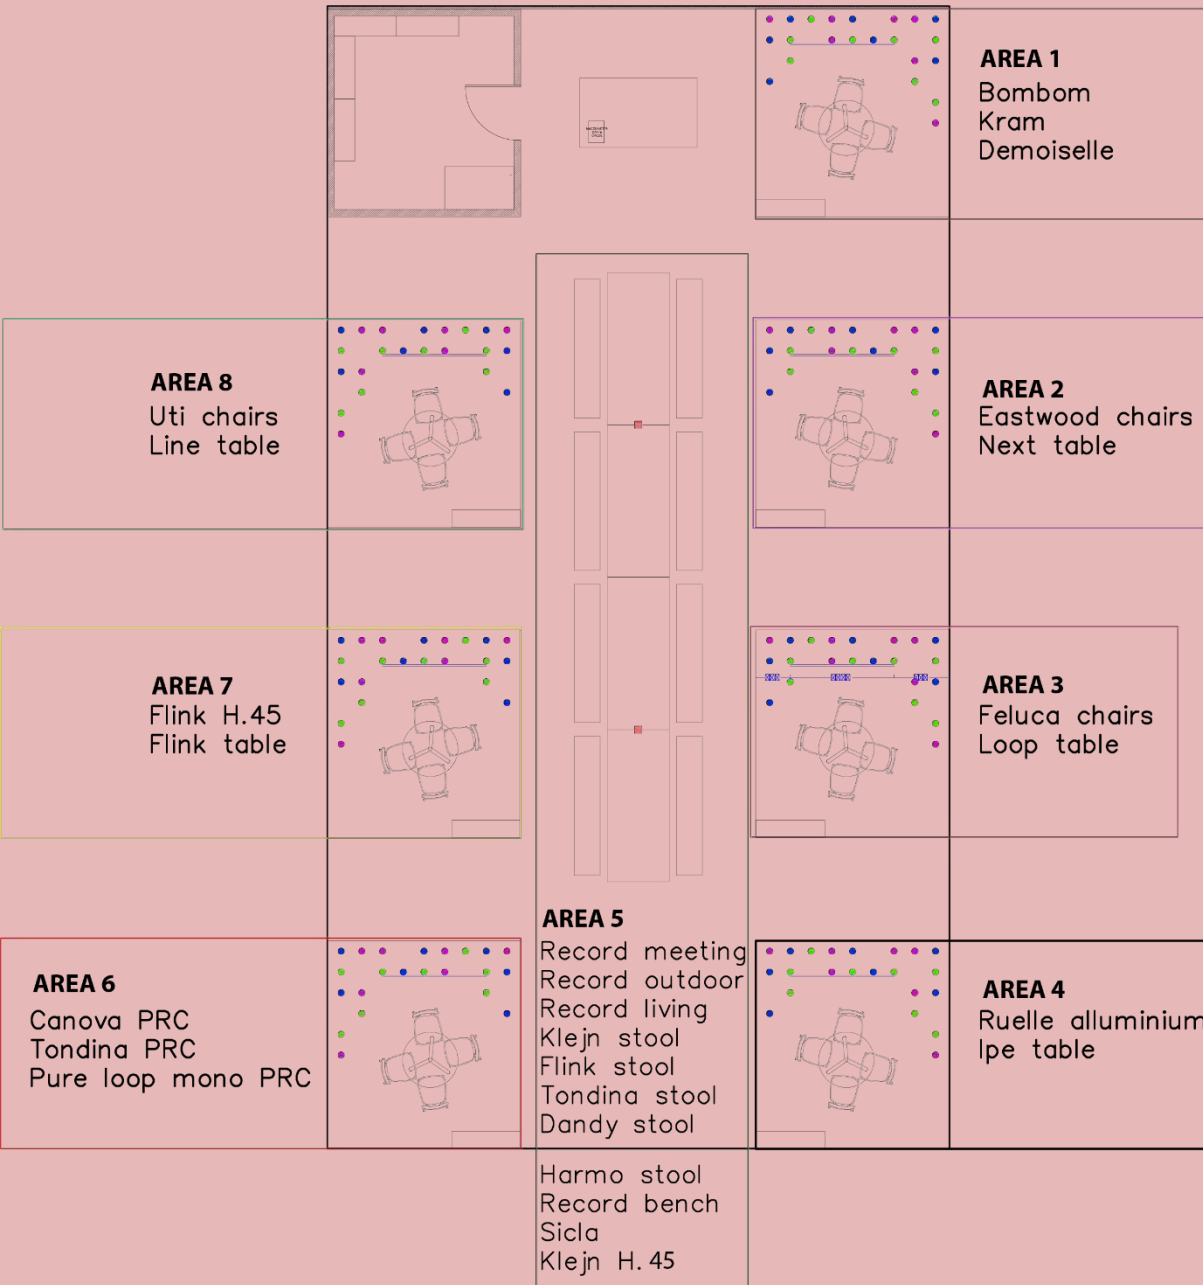 AREA 1
Bombom
Kram
Demoiselle
AREA 8
Uti chairs
Line table
AREA 2
Eastwood chairs
Next table
AREA 7
Flink H.45
Flink table
AREA 3
Feluca chairs
Loop table
AREA 5
Record meeting
Record outdoor
Record living
Klejn stool
Flink stool
Tondina stool
Dandy stool
Harmo stool
Record bench
Sicla
Klejn H.45
AREA 6
Canova PRC
Tondina PRC
Pure loop mono PRC
AREA 4
Ruelle alluminium
Ipe table